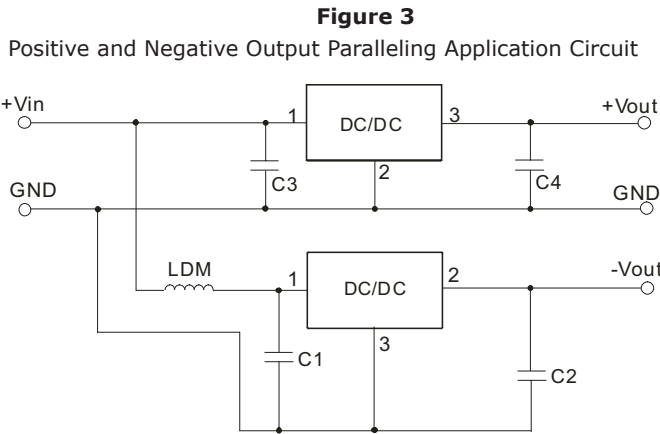 Figure 3
Positive and Negative Output Paralleling Application Circuit
+Vin
1
DC/DC
3
+Vout
2
C3
C4
GND
GND
LDM
1
DC/DC
2
-Vout
3
C1
C2